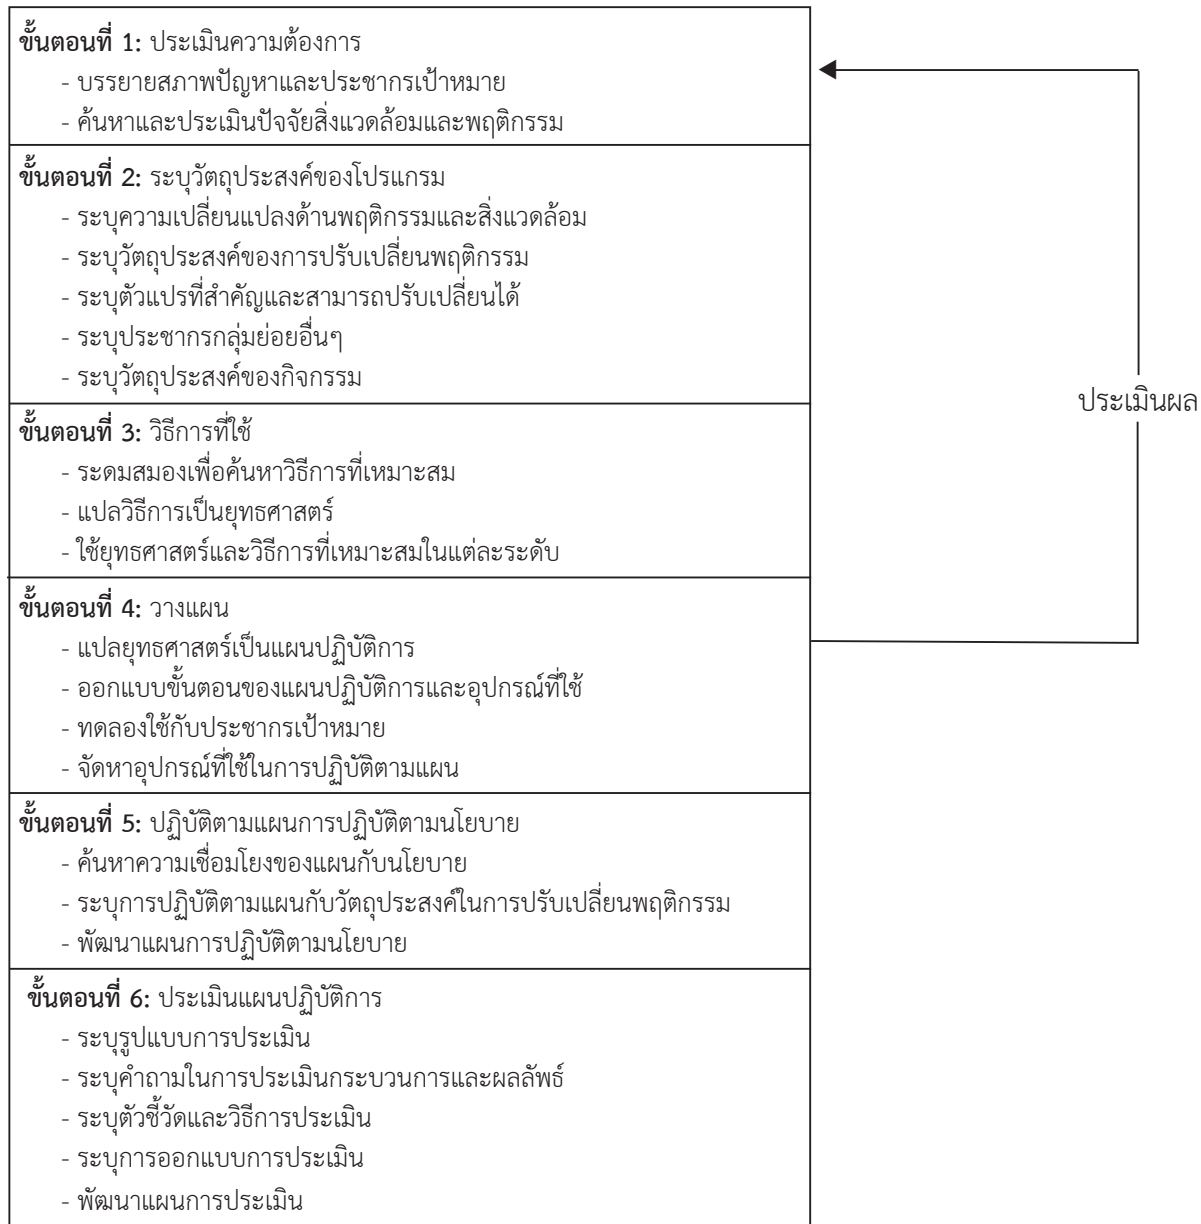 ขั้นตอนที่ 1: ประเมินความต้องการ
- บรรยายสภาพปัญหาและประชากรเป้าหมาย
- ค้นหาและประเมินปัจจัยสิ่งแวดล้อมและพฤติกรรม
ขั้นตอนที่ 2: ระบุวัตถุประสงค์ของโปรแกรม
- ระบุความเปลี่ยนแปลงด้านพฤติกรรมและสิ่งแวดล้อม
- ระบุวัตถุประสงค์ของการปรับเปลี่ยนพฤติกรรม
- ระบุตัวแปรที่สำคัญและสามารถปรับเปลี่ยนได้
- ระบุประชากรกลุ่มย่อยอื่นๆ
- ระบุวัตถุประสงค์ของกิจกรรม
ขั้นตอนที่ 3: วิธีการที่ใช้
- ระดมสมองเพื่อค้นหาวิธีการที่เหมาะสม
- แปลวิธีการเป็นยุทธศาสตร์
- ใช้ยุทธศาสตร์และวิธีการที่เหมาะสมในแต่ละระดับ
ขั้นตอนที่ 4: วางแผน
- แปลยุทธศาสตร์เป็นแผนปฏิบัติการ
- ออกแบบขั้นตอนของแผนปฏิบัติการและอุปกรณ์ที่ใช้
- ทดลองใช้กับประชากรเป้าหมาย
- จัดหาอุปกรณ์ที่ใช้ในการปฏิบัติตามแผน
ขั้นตอนที่ 5: ปฏิบัติตามแผนการปฏิบัติตามนโยบาย
- ค้นหาความเชื่อมโยงของแผนกับนโยบาย
- ระบุการปฏิบัติตามแผนกับวัตถุประสงค์ในการปรับเปลี่ยนพฤติกรรม
- พัฒนาแผนการปฏิบัติตามนโยบาย
ขั้นตอนที่ 6: ประเมินแผนปฏิบัติการ
- ระบุรูปแบบการประเมิน
- ระบุคำถามในการประเมินกระบวนการและผลลัพธ์
- ระบุตัวชี้วัดและวิธีการประเมิน
- ระบุการออกแบบการประเมิน
- พัฒนาแผนการประเมิน
ประเมินผล